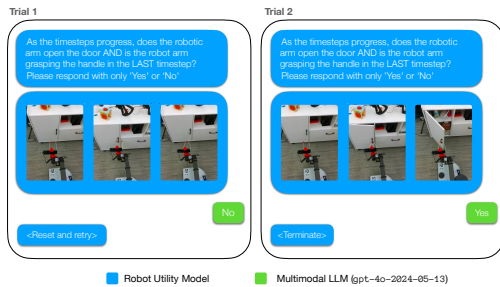 Trial 1
As the timesteps progress, does the robotic
arm open the door AND is the robot arm
grasping the handle in the LAST timestep?
Please respond with only 'Yes' or 'No'
No
<Reset and retry>
Trial 2
As the timesteps progress, does the robotic
arm open the door AND is the robot arm
grasping the handle in the LAST timestep?
Please respond with only 'Yes' or 'No'
Yes
<Terminate>
Robot Utility Model
Multimodal LLM (gpt-4o-2024-05-13)